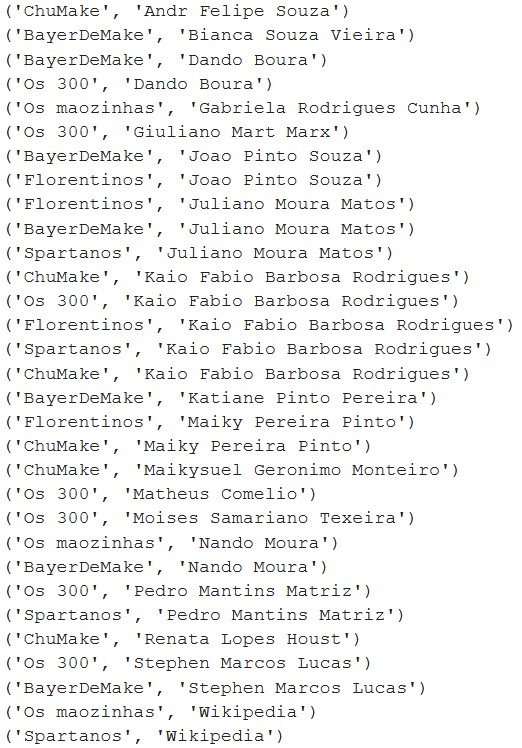 ('ChuMake', 'Andr Felipe Souza')
('BayerDeMake', 'Bianca Souza Vieira')
('BayerDeMake', 'Dando Boura')
('Os 300', 'Dando Boura')
('Os maozinhas', 'Gabriela Rodrigues Cunha')
('Os 300', 'Giuliano Mart Marx')
('BayerDeMake', 'Joao Pinto Souza')
('Florentinos', 'Joao Pinto Souza')
('Florentinos', 'Juliano Moura Matos')
('BayerDeMake', 'Juliano Moura Matos')
('Spartanos', 'Juliano Moura Matos')
('ChuMake', 'Kaio Fabio Barbosa Rodrigues')
('Os 300', 'Kaio Fabio Barbosa Rodrigues')
('Florentinos', 'Kaio Fabio Barbosa Rodrigues')
('Spartanos', 'Kaio Fabio Barbosa Rodrigues')
('ChuMake', 'Kaio Fabio Barbosa Rodrigues')
('BayerDeMake', 'Katiane Pinto Pereira')
('Florentinos', 'Maiky Pereira Pinto')
('ChuMake', 'Maiky Pereira Pinto')
('ChuMake', 'Maikysuel Geronimo Monteiro')
('Os 300', 'Matheus Comelio')
('Os 300', 'Moises Samariano Texeira')
('Os maozinhas', 'Nando Moura')
('BayerDeMake', 'Nando Moura')
('Os 300', 'Pedro Mantins Matriz')
('Spartanos', 'Pedro Mantins Matriz')
('ChuMake', 'Renata Lopes Houst')
('Os 300', 'Stephen Marcos Lucas')
('BayerDeMake', 'Stephen Marcos Lucas')
('Os maozinhas', 'Wikipedia')
('Spartanos', 'Wikipedia')